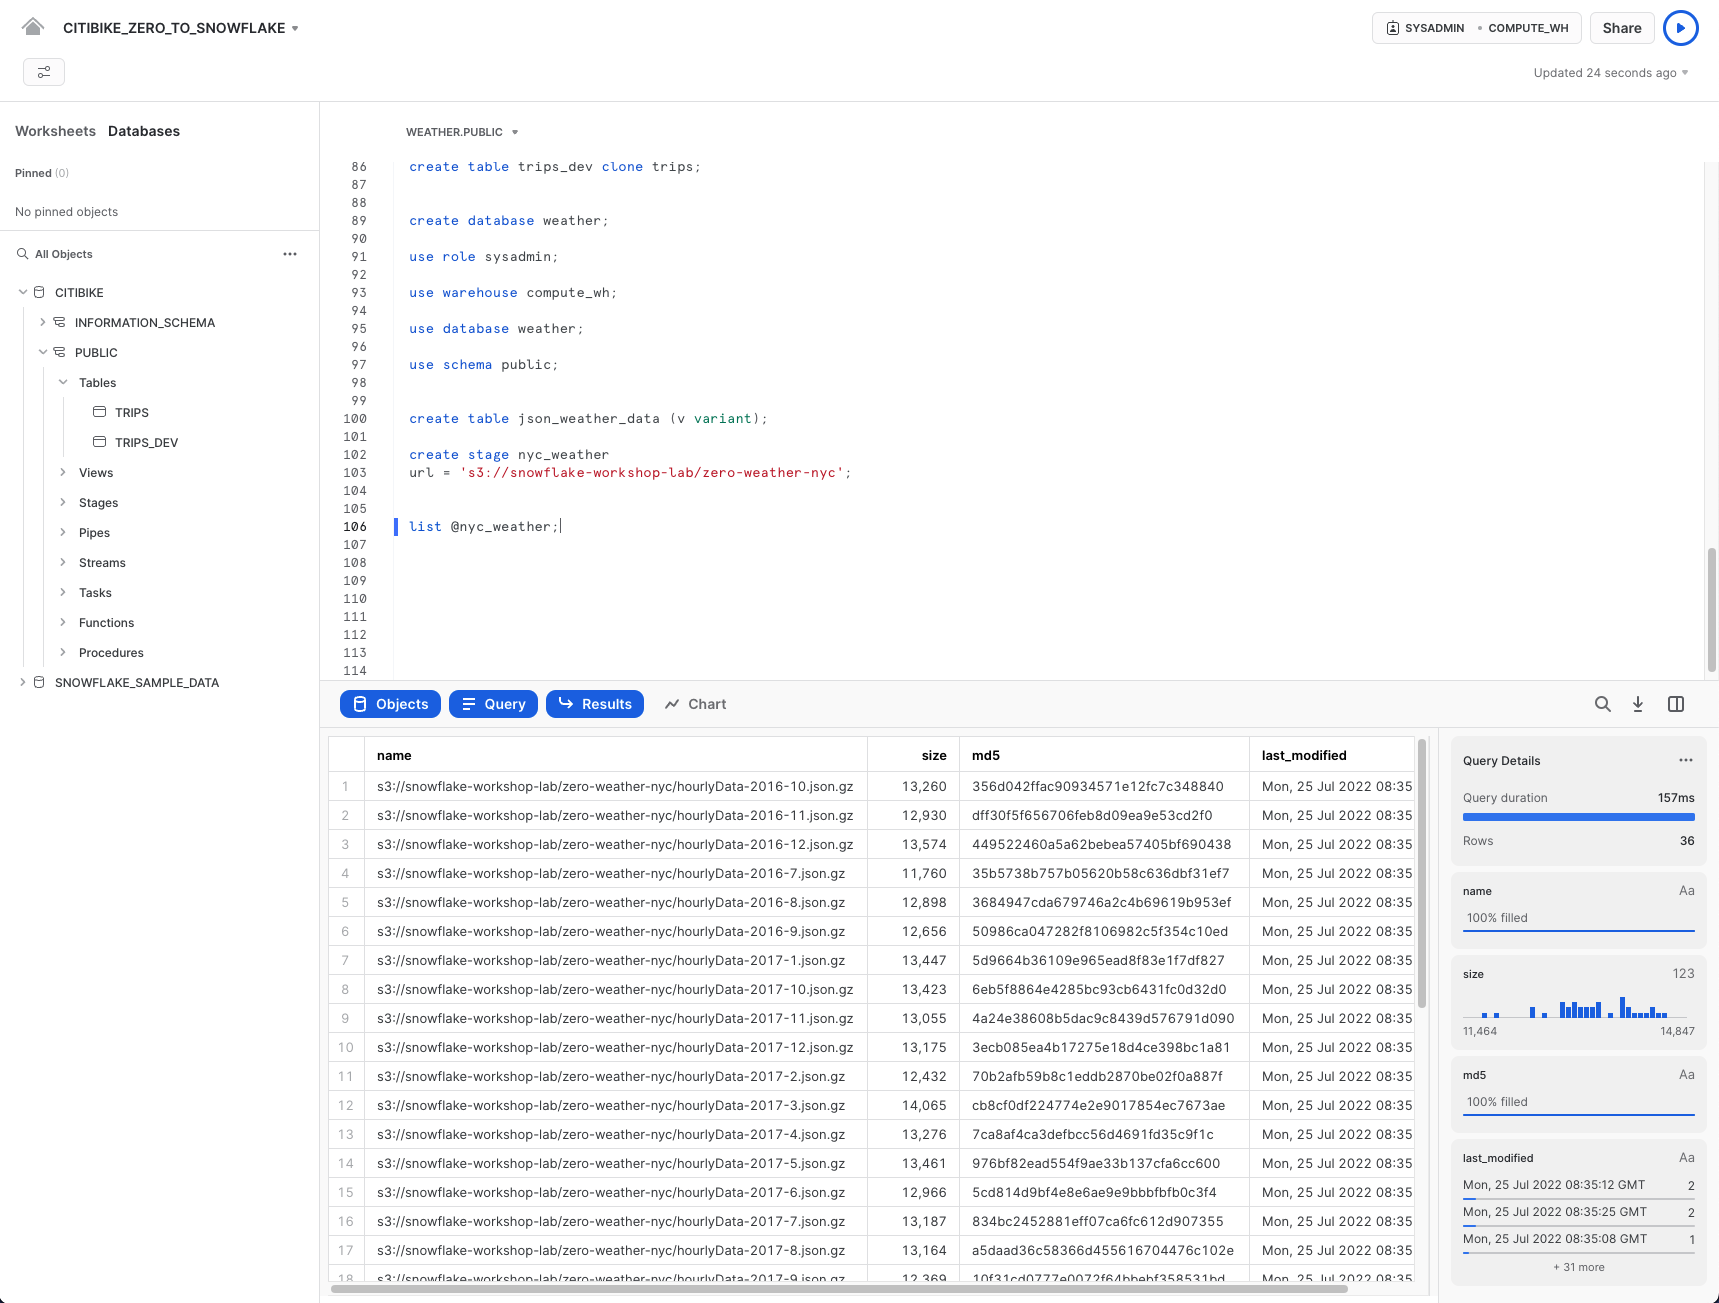 CITIBIKE_ZERO_TO_SNOWFLAKE
SYSADMIN • COMPUTE_WH
Share
Updated 24 seconds ago
Worksheets Databases
Pinned (0)
No pinned objects
All Objects
CITIBIKE
INFORMATION_SCHEMA
PUBLIC
Tables
TRIPS
TRIPS_DEV
Views
Stages
Pipes
Streams
Tasks
Functions
Procedures
SNOWFLAKE_SAMPLE_DATA
WEATHER.PUBLIC
86 create table trips_dev clone trips;
87
88
89 create database weather;
90
91 use role sysadmin;
92
93 use warehouse compute_wh;
94
95 use database weather;
96
97 use schema public;
98
99
100 create table json_weather_data (v variant);
101
102 create stage nyc_weather
103 url = 's3://snowflake-workshop-lab/zero-weather-nyc';
104
105
106 list @nyc_weather;
107
108
109
110
111
112
113
114
Objects Query Results Chart
name size md5 last_modified
1 s3://snowflake-workshop-lab/zero-weather-nyc/hourlyData-2016-10.json.gz 13,260 356d042ffac90934571e12fc7c348840 Mon, 25 Jul 2022 08:35
2 s3://snowflake-workshop-lab/zero-weather-nyc/hourlyData-2016-11.json.gz 12,930 dff30f5f656706feb8d09ea9e53cd2f0 Mon, 25 Jul 2022 08:35
3 s3://snowflake-workshop-lab/zero-weather-nyc/hourlyData-2016-12.json.gz 13,574 449522460a5a62bebea57405bf690438 Mon, 25 Jul 2022 08:35
4 s3://snowflake-workshop-lab/zero-weather-nyc/hourlyData-2016-7.json.gz 11,760 35b5738b757b05620b58c636dbf31ef7 Mon, 25 Jul 2022 08:35
5 s3://snowflake-workshop-lab/zero-weather-nyc/hourlyData-2016-8.json.gz 12,898 3684947cda679746a2c4b69619b953ef Mon, 25 Jul 2022 08:35
6 s3://snowflake-workshop-lab/zero-weather-nyc/hourlyData-2016-9.json.gz 12,656 50986ca047282f8106982c5f354c10ed Mon, 25 Jul 2022 08:35
7 s3://snowflake-workshop-lab/zero-weather-nyc/hourlyData-2017-1.json.gz 13,447 5d9664b36109e965ead8f83e1f7df827 Mon, 25 Jul 2022 08:35
8 s3://snowflake-workshop-lab/zero-weather-nyc/hourlyData-2017-10.json.gz 13,423 6eb5f8864e4285bc93cb6431fc0d32d0 Mon, 25 Jul 2022 08:35
9 s3://snowflake-workshop-lab/zero-weather-nyc/hourlyData-2017-11.json.gz 13,055 4a24e38608b5dac9c8439d576791d090 Mon, 25 Jul 2022 08:35
10 s3://snowflake-workshop-lab/zero-weather-nyc/hourlyData-2017-12.json.gz 13,175 3ecb085ea4b17275e18d4ce398bc1a81 Mon, 25 Jul 2022 08:35
11 s3://snowflake-workshop-lab/zero-weather-nyc/hourlyData-2017-2.json.gz 12,432 70b2afb59b8c1eddb2870be02f0a887f Mon, 25 Jul 2022 08:35
12 s3://snowflake-workshop-lab/zero-weather-nyc/hourlyData-2017-3.json.gz 14,065 cb8cf0df224774e2e9017854ec7673ae Mon, 25 Jul 2022 08:35
13 s3://snowflake-workshop-lab/zero-weather-nyc/hourlyData-2017-4.json.gz 13,276 7ca8af4ca3defbcc56d4691fd35c9f1c Mon, 25 Jul 2022 08:35
14 s3://snowflake-workshop-lab/zero-weather-nyc/hourlyData-2017-5.json.gz 13,461 976bf82ead554f9ae33b137cfa6cc600 Mon, 25 Jul 2022 08:35
15 s3://snowflake-workshop-lab/zero-weather-nyc/hourlyData-2017-6.json.gz 12,966 5cd814d9bf4e8e6ae9e9bbbfbfb0c3f4 Mon, 25 Jul 2022 08:35
16 s3://snowflake-workshop-lab/zero-weather-nyc/hourlyData-2017-7.json.gz 13,187 834bc2452881eff07ca6fc612d907355 Mon, 25 Jul 2022 08:35
17 s3://snowflake-workshop-lab/zero-weather-nyc/hourlyData-2017-8.json.gz 13,164 a5daad36c58366d455616704476c102e Mon, 25 Jul 2022 08:35
18 s3://snowflake-workshop-lab/zero-weather-nyc/hourlyData-2017-9.json.gz 12,369 Mon, 25 Jul 2022 08:35
Query Details
Query duration 157ms
Rows 36
name Aa
100% filled
size 123
11,464 14,847
md5 Aa
100% filled
last_modified Aa
Mon, 25 Jul 2022 08:35:12 GMT 2
Mon, 25 Jul 2022 08:35:25 GMT 2
Mon, 25 Jul 2022 08:35:08 GMT 1
+ 31 more